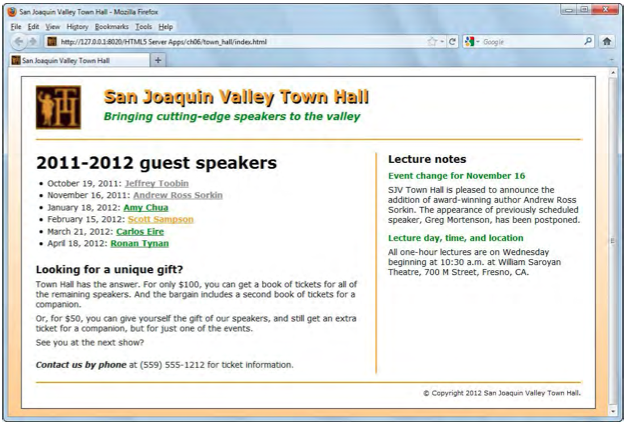 San Joaquin Valley Town Hall - Mozilla Firefox
File Edit View History Bookmarks Tools Help
http://127.0.0.1:8020/HTML5 Server Apps/ch06/town_hall/index.html
Google
San Joaquin Valley Town Hall
TH
San Joaquin Valley Town Hall
Bringing cutting-edge speakers to the valley
2011-2012 guest speakers
• October 19, 2011: Jeffrey Toobin
• November 16, 2011: Andrew Ross Sorkin
• January 18, 2012: Amy Chua
• February 15, 2012: Scott Sampson
• March 21, 2012: Carlos Eire
• April 18, 2012: Ronan Tynan
Looking for a unique gift?
Town Hall has the answer. For only $100, you can get a book of tickets for all of
the remaining speakers. And the bargain includes a second book of tickets for a
companion.
Or, for $50, you can give yourself the gift of our speakers, and still get an extra
ticket for a companion, but for just one of the events.
See you at the next show?
Contact us by phone at (559) 555-1212 for ticket information.
Lecture notes
Event change for November 16
SJV Town Hall is pleased to announce the
addition of award-winning author Andrew Ross
Sorkin. The appearance of previously scheduled
speaker, Greg Mortenson, has been postponed.
Lecture day, time, and location
All one-hour lectures are on Wednesday
beginning at 10:30 a.m. at William Saroyan
Theatre, 700 M Street, Fresno, CA.
© Copyright 2012 San Joaquin Valley Town Hall.